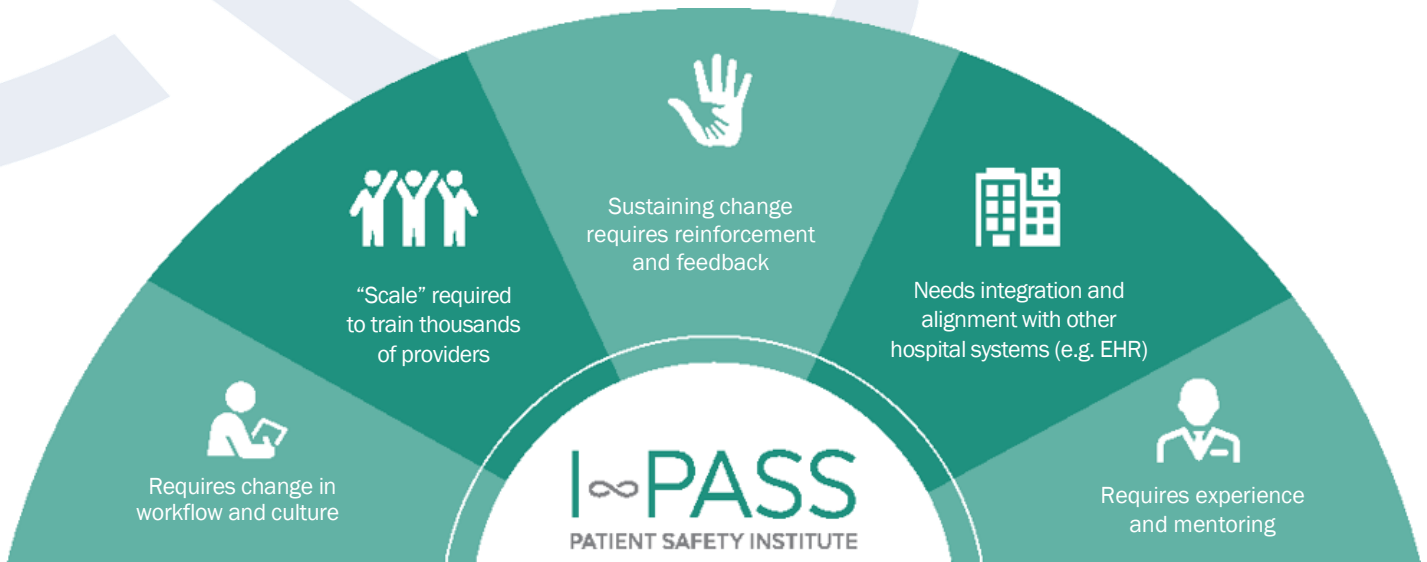 Requires change in
workflow and culture
“Scale” required
to train thousands
of providers
Sustaining change
requires reinforcement
and feedback
Needs integration and
alignment with other
hospital systems (e.g. EHR)
Requires experience
and mentoring
I∞PASS
PATIENT SAFETY INSTITUTE